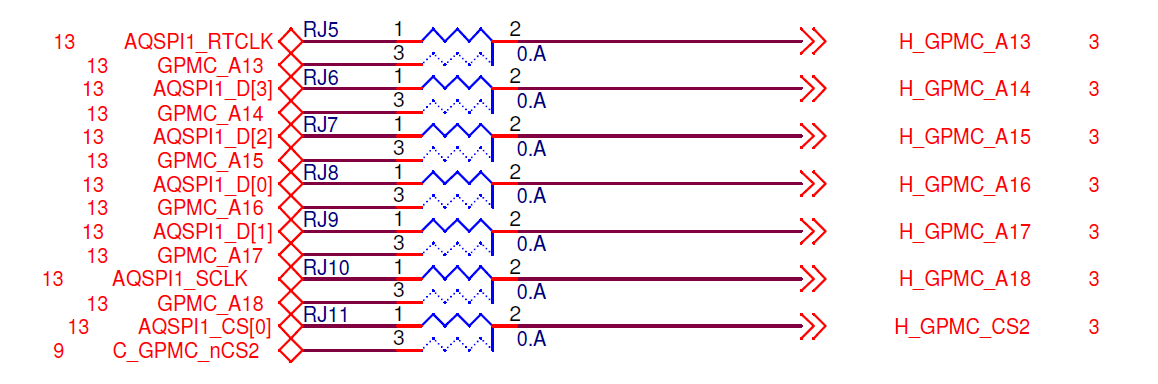 RJ5 1 2
13 AQSPI1_RTCLK H_GPMC_A13 3
3 0.A
13 GPMC_A13
RJ6 1 2
13 AQSPI1_D[3] H_GPMC_A14 3
3 0.A
13 GPMC_A14
RJ7 1 2
13 AQSPI1_D[2] H_GPMC_A15 3
3 0.A
13 GPMC_A15
RJ8 1 2
13 AQSPI1_D[0] H_GPMC_A16 3
3 0.A
13 GPMC_A16
RJ9 1 2
13 AQSPI1_D[1] H_GPMC_A17 3
3 0.A
13 GPMC_A17
RJ10 1 2
13 AQSPI1_SCLK H_GPMC_A18 3
3 0.A
13 GPMC_A18
RJ11 1 2
13 AQSPI1_CS[0] H_GPMC_CS2 3
3 0.A
9 C_GPMC_nCS2